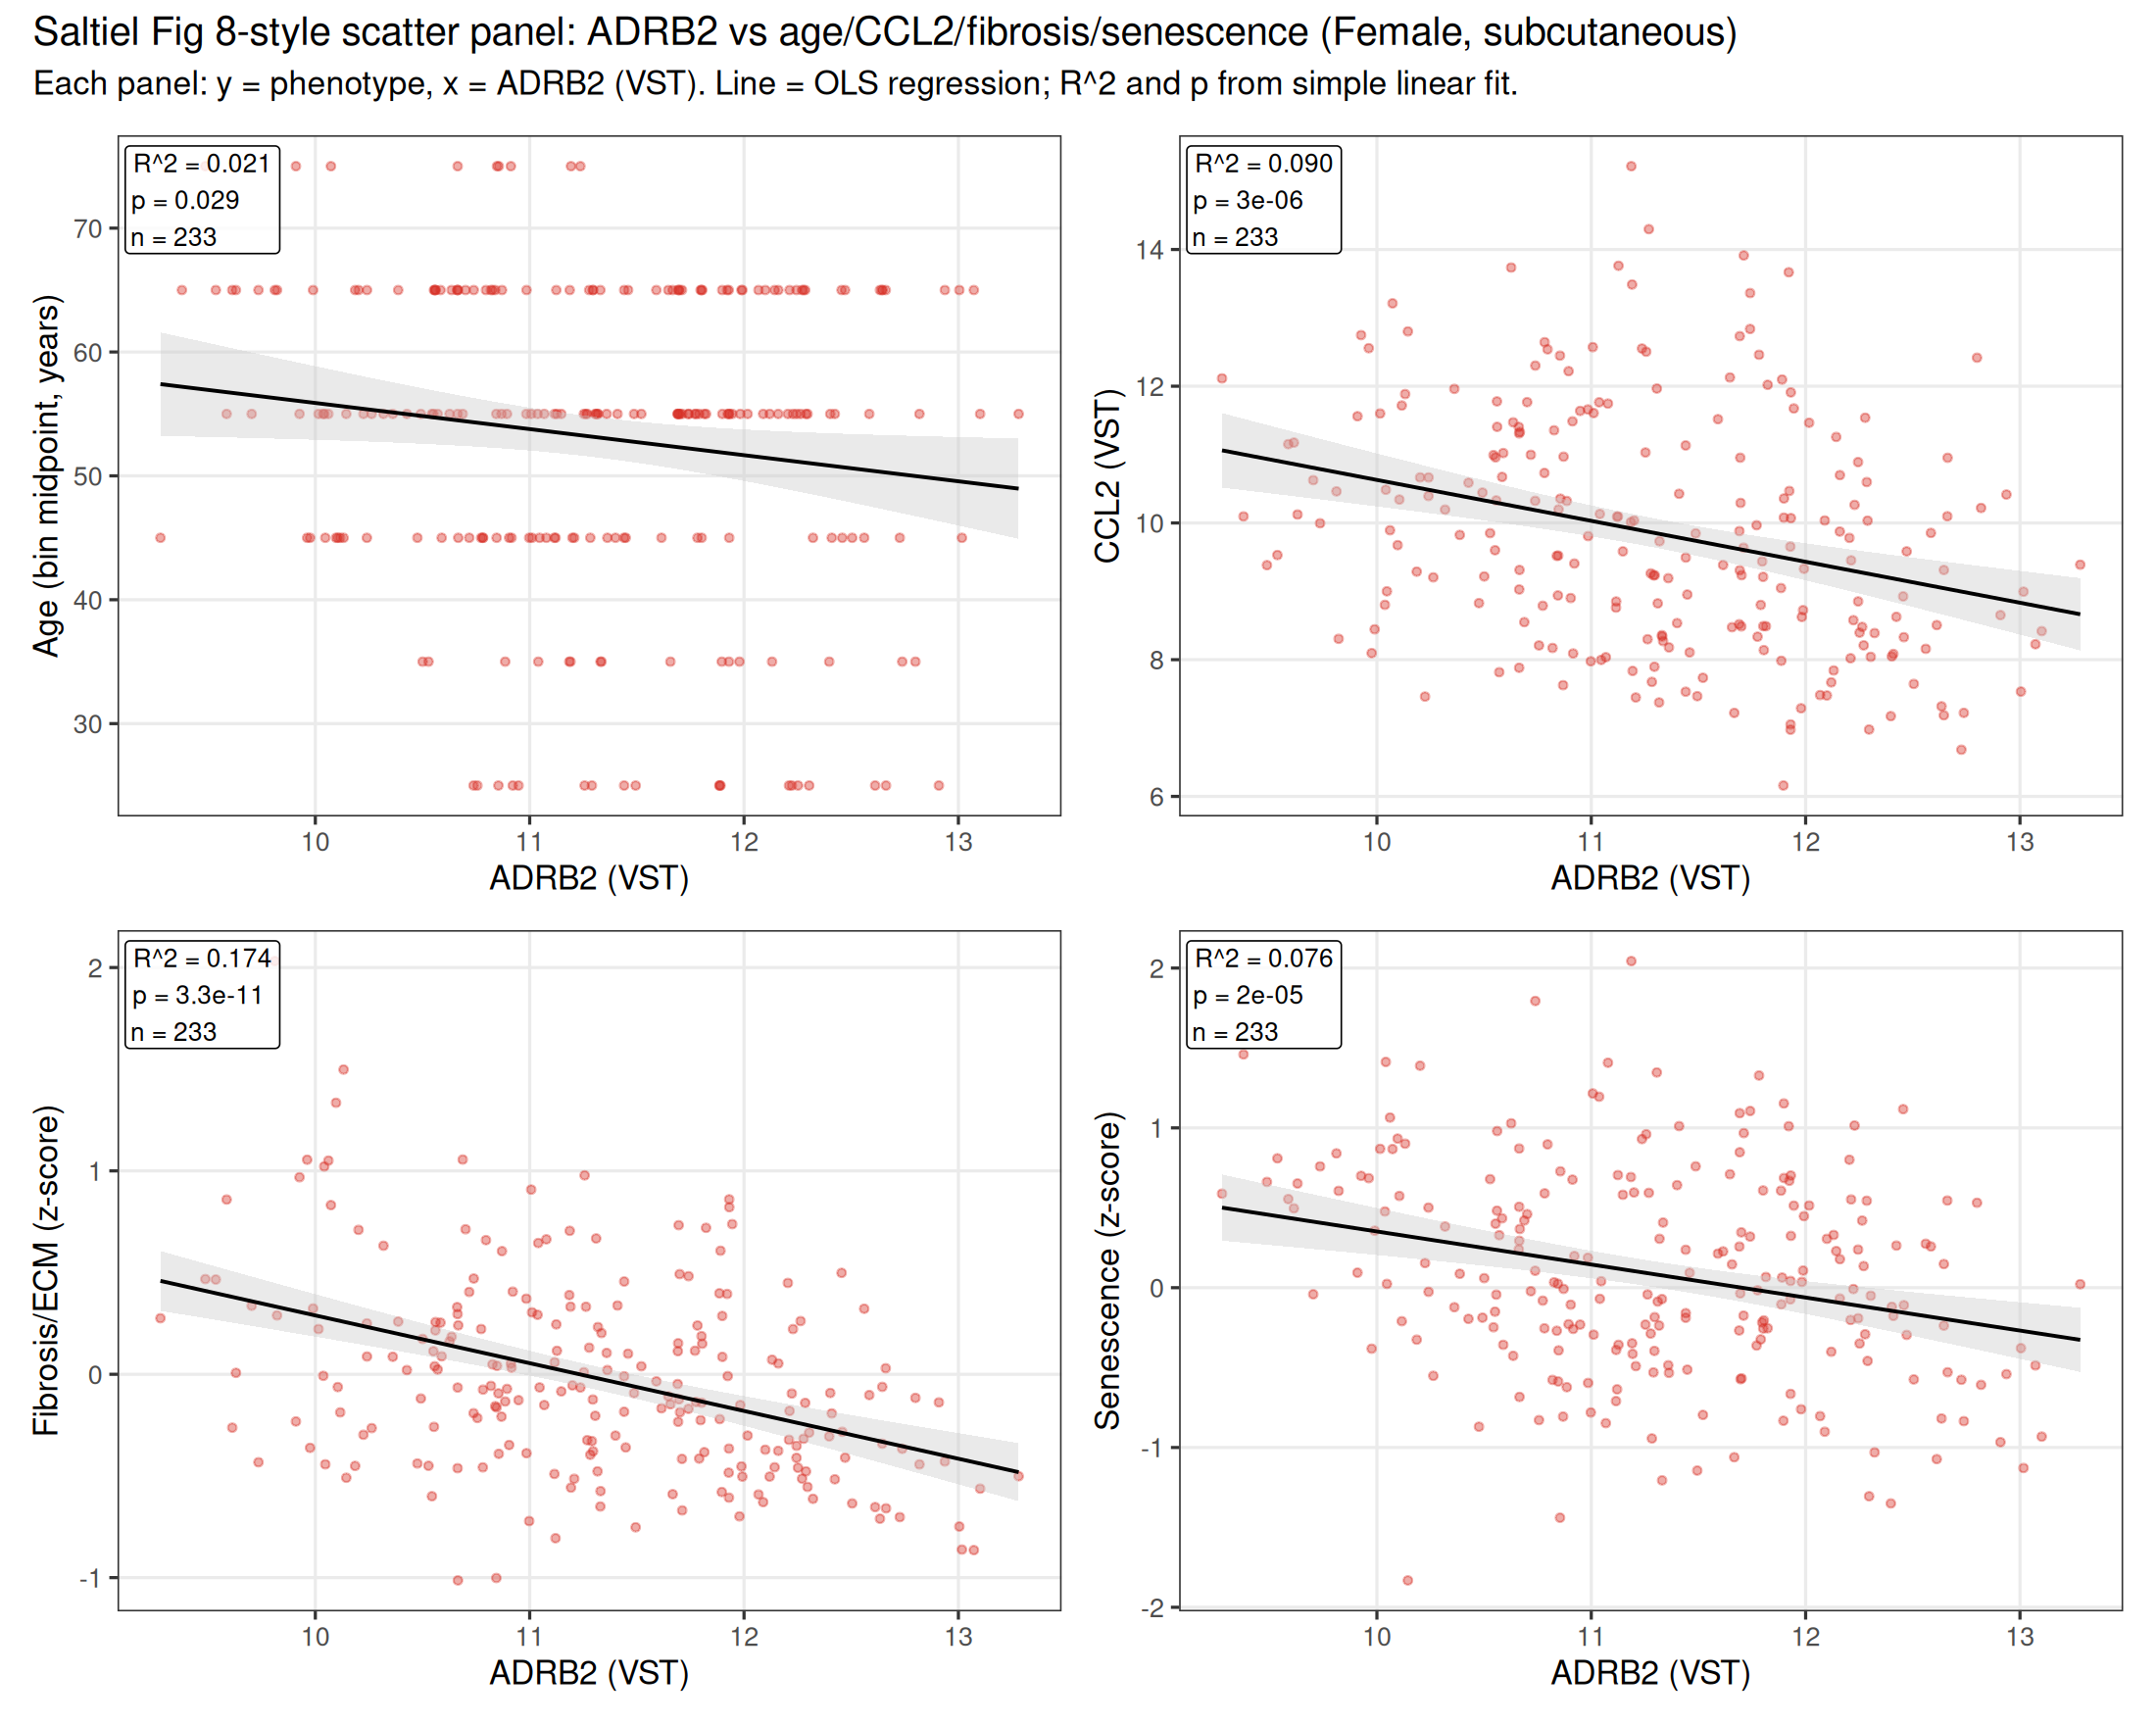 Saltiel Fig 8-style scatter panel: ADRB2 vs age/CCL2/fibrosis/senescence (Female, subcutaneous)
Each panel: y = phenotype, x = ADRB2 (VST). Line = OLS regression; R^2 and p from simple linear fit.
R^2 = 0.021
p = 0.029
n = 233
70
60
50
40
30
Age (bin midpoint, years)
10 11 12 13
ADRB2 (VST)
R^2 = 0.090
p = 3e-06
n = 233
14
12
10
8
6
CCL2 (VST)
10 11 12 13
ADRB2 (VST)
R^2 = 0.174
p = 3.3e-11
n = 233
2
1
0
-1
Fibrosis/ECM (z-score)
10 11 12 13
ADRB2 (VST)
R^2 = 0.076
p = 2e-05
n = 233
2
1
0
-1
-2
Senescence (z-score)
10 11 12 13
ADRB2 (VST)